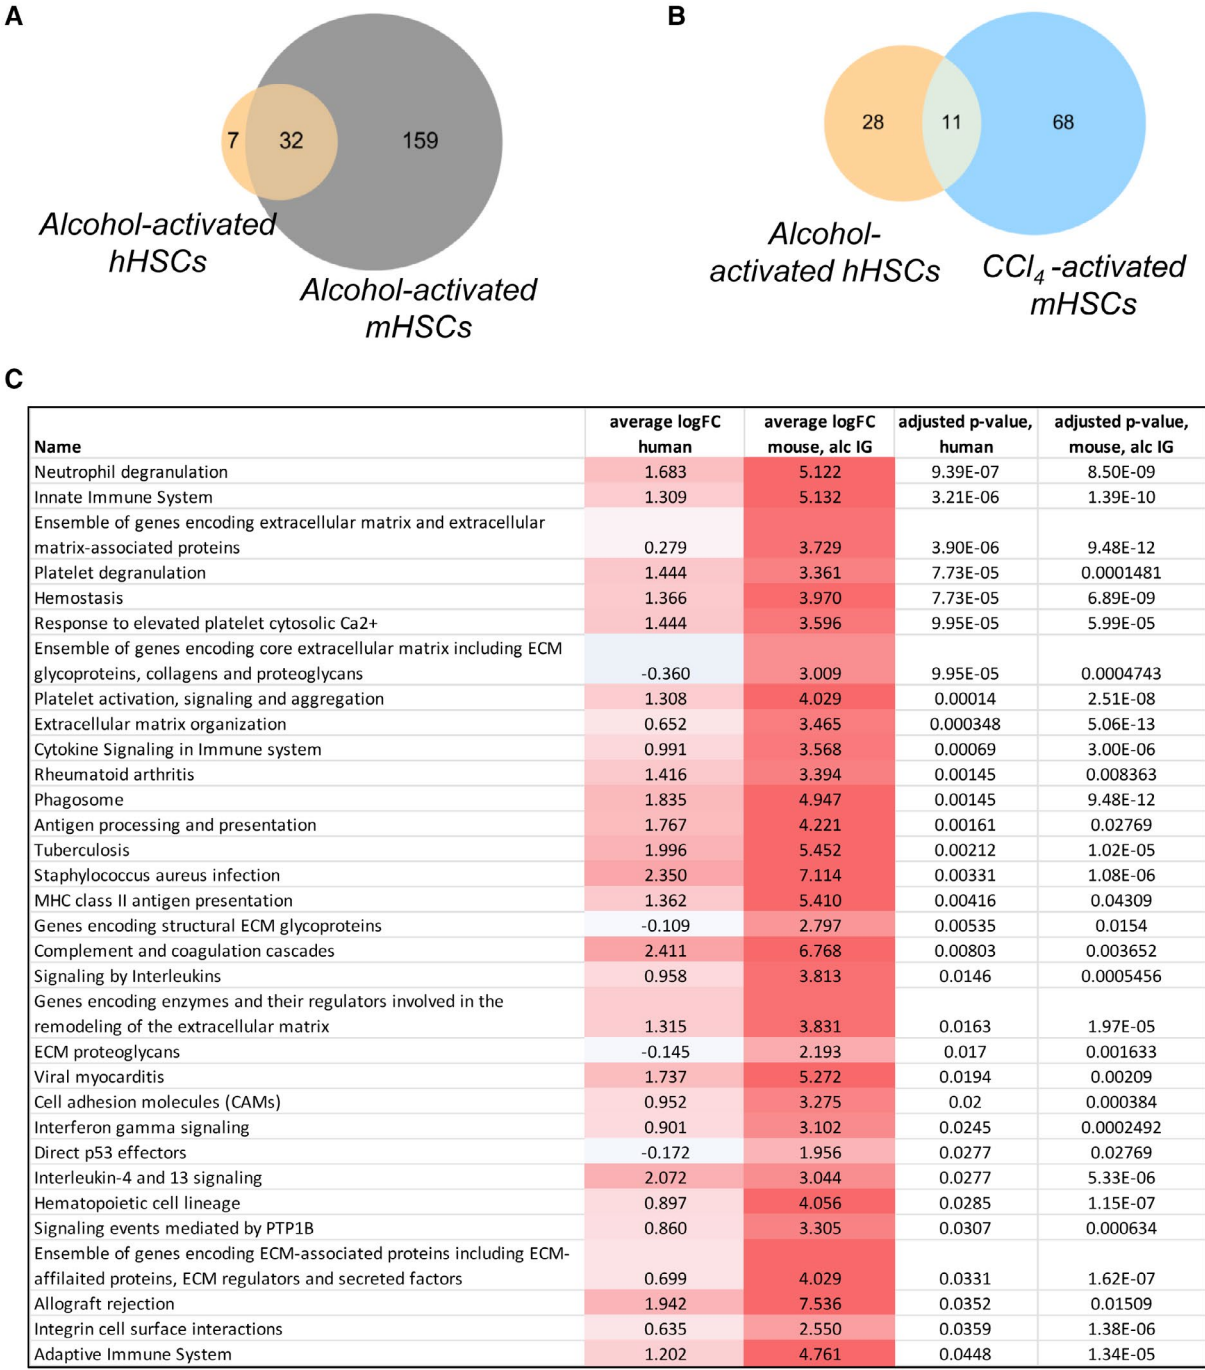 A
B
7
32
159
28
11
68
Alcohol-activated
hHSCs
Alcohol-activated
mHSCs
Alcohol-
activated hHSCs
CCl4 -activated
mHSCs
C
Name average logFC human average logFC mouse, alc IG adjusted p-value, human adjusted p-value, mouse, alc IG
Neutrophil degranulation 1.683 5.122 9.39E-07 8.50E-09
Innate Immune System 1.309 5.132 3.21E-06 1.39E-10
Ensemble of genes encoding extracellular matrix and extracellular
matrix-associated proteins 0.279 3.729 3.90E-06 9.48E-12
Platelet degranulation 1.444 3.361 7.73E-05 0.0001481
Hemostasis 1.366 3.970 7.73E-05 6.89E-09
Response to elevated platelet cytosolic Ca2+ 1.444 3.596 9.95E-05 5.99E-05
Ensemble of genes encoding core extracellular matrix including ECM
glycoproteins, collagens and proteoglycans -0.360 3.009 9.95E-05 0.0004743
Platelet activation, signaling and aggregation 1.308 4.029 0.00014 2.51E-08
Extracellular matrix organization 0.652 3.465 0.000348 5.06E-13
Cytokine Signaling in Immune system 0.991 3.568 0.00069 3.00E-06
Rheumatoid arthritis 1.416 3.394 0.00145 0.008363
Phagosome 1.835 4.947 0.00145 9.48E-12
Antigen processing and presentation 1.767 4.221 0.00161 0.02769
Tuberculosis 1.996 5.452 0.00212 1.02E-05
Staphylococcus aureus infection 2.350 7.114 0.00331 1.08E-06
MHC class II antigen presentation 1.362 5.410 0.00416 0.04309
Genes encoding structural ECM glycoproteins -0.109 2.797 0.00535 0.0154
Complement and coagulation cascades 2.411 6.768 0.00803 0.003652
Signaling by Interleukins 0.958 3.813 0.0146 0.0005456
Genes encoding enzymes and their regulators involved in the
remodeling of the extracellular matrix 1.315 3.831 0.0163 1.97E-05
ECM proteoglycans -0.145 2.193 0.017 0.001633
Viral myocarditis 1.737 5.272 0.0194 0.00209
Cell adhesion molecules (CAMs) 0.952 3.275 0.02 0.000384
Interferon gamma signaling 0.901 3.102 0.0245 0.0002492
Direct p53 effectors -0.172 1.956 0.0277 0.02769
Interleukin-4 and 13 signaling 2.072 3.044 0.0277 5.33E-06
Hematopoietic cell lineage 0.897 4.056 0.0285 1.15E-07
Signaling events mediated by PTP1B 0.860 3.305 0.0307 0.000634
Ensemble of genes encoding ECM-associated proteins including ECM-
affilaited proteins, ECM regulators and secreted factors 0.699 4.029 0.0331 1.62E-07
Allograft rejection 1.942 7.536 0.0352 0.01509
Integrin cell surface interactions 0.635 2.550 0.0359 1.38E-06
Adaptive Immune System 1.202 4.761 0.0448 1.34E-05